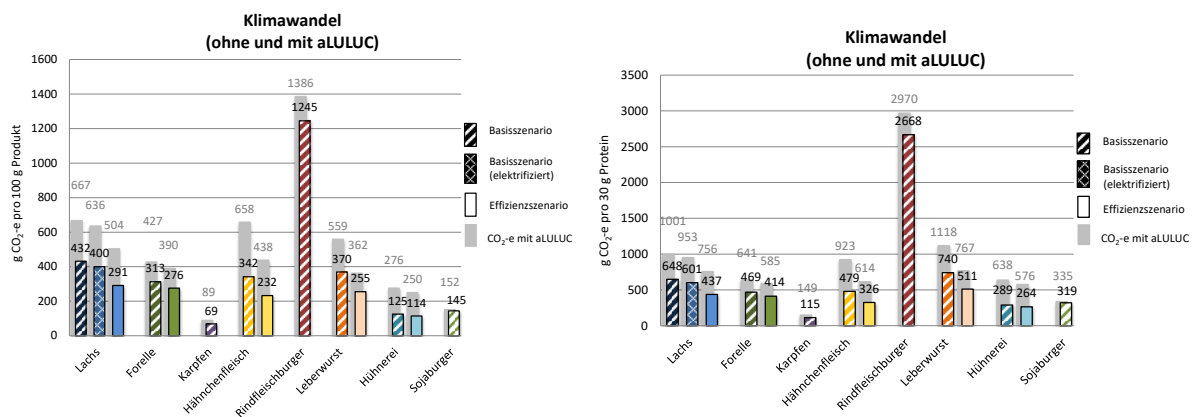 Klimawandel
(ohne und mit aLULUC)
g CO₂-e pro 100 g Produkt
1600
1400
1200
1000
800
600
400
200
0
1386
1245
667
636
504
432
400
291
427
390
313
276
89
69
658
438
342
232
559
362
370
255
276
250
125
114
152
145
Lachs
Forelle
Karpfen
Hähnchenfleisch
Rindfleischburger
Leberwurst
Hühnerei
Sojaburger
Basisszenario
Basisszenario
(elektrifiziert)
Effizienzszenario
CO₂-e mit aLULUC
Klimawandel
(ohne und mit aLULUC)
g CO₂-e pro 30 g Protein
3500
3000
2500
2000
1500
1000
500
0
2970
2668
1001
953
756
648
601
437
641
585
469
414
149
115
923
614
479
326
1118
767
740
511
638
576
289
264
335
319
Lachs
Forelle
Karpfen
Hähnchenfleisch
Rindfleischburger
Leberwurst
Hühnerei
Sojaburger
Basisszenario
Basisszenario
(elektrifiziert)
Effizienzszenario
CO₂-e mit aLULUC